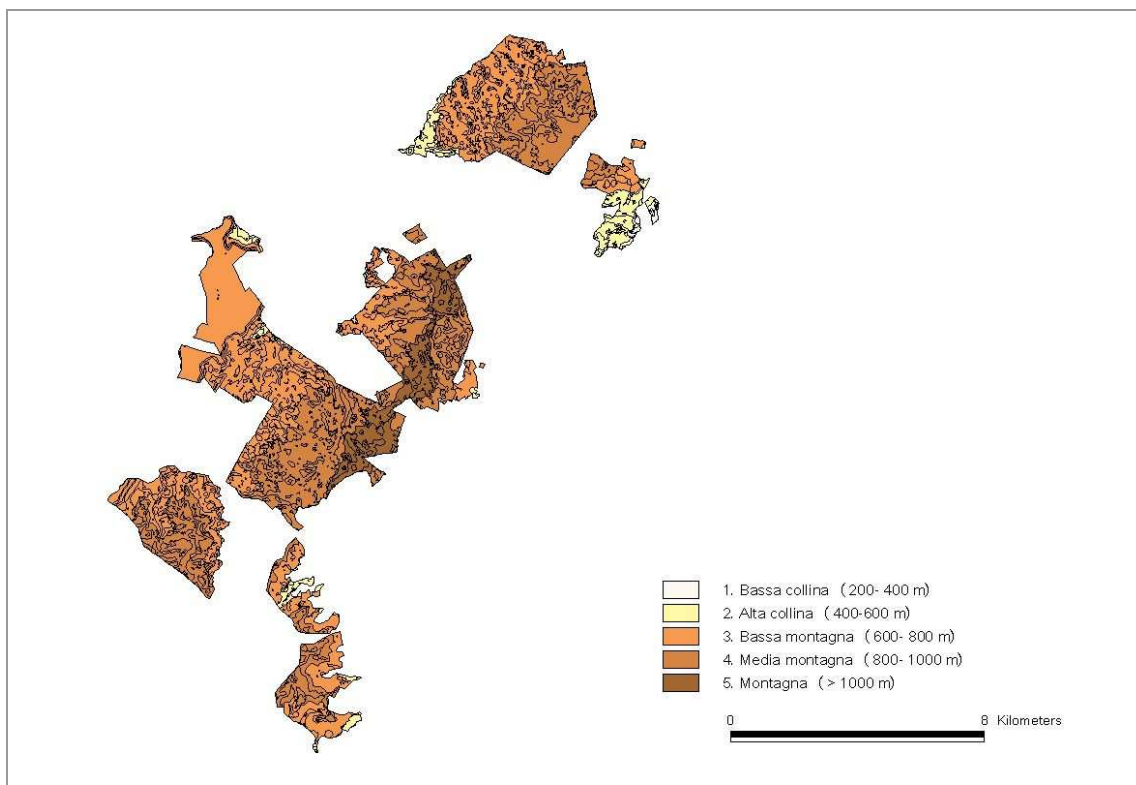 1. Bassa collina ( 200- 400 m)
2. Alta collina ( 400-600 m)
3. Bassa montagna ( 600- 800 m)
4. Media montagna ( 800- 1000 m)
5. Montagna ( > 1000 m)
0 8 Kilometers